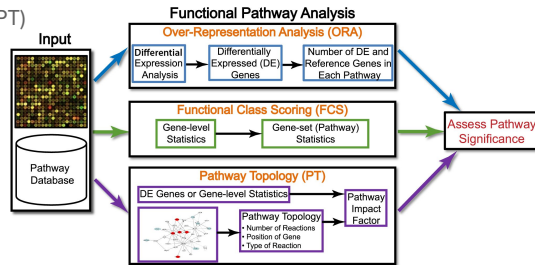 PT)
Functional Pathway Analysis
Input
Pathway
Database
Over-Representation Analysis (ORA)
Differential
Expression
Analysis
Differentially
Expressed (DE)
Genes
Number of DE and
Reference Genes in
Each Pathway
Functional Class Scoring (FCS)
Gene-level
Statistics
Gene-set (Pathway)
Statistics
Pathway Topology (PT)
DE Genes or Gene-level Statistics
Pathway Topology
• Number of Reactions
• Position of Gene
• Type of Reaction
Pathway
Impact
Factor
Assess Pathway
Significance